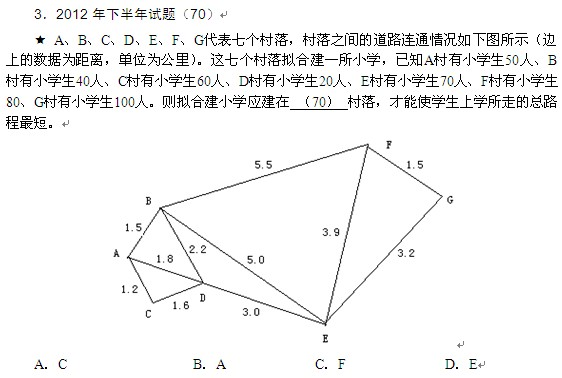 3．2012 年下半年试题（70）
★ A、B、C、D、E、F、G代表七个村落，村落之间的道路连通情况如下图所示（边
上的数据为距离，单位为公里）。这七个村落拟合建一所小学，已知A村有小学生50人、B
村有小学生40人、C村有小学生60人、D村有小学生20人、E村有小学生70人、F村有小学生
80、G村有小学生100人。则拟合建小学应建在 （70） 村落，才能使学生上学所走的总路
程最短。
F
5.5
1.5
B
G
1.5
2.2
3.9
A
1.8
5.0
3.2
1.2
D
C
1.6
3.0
E
A．C B．A C．F D．E